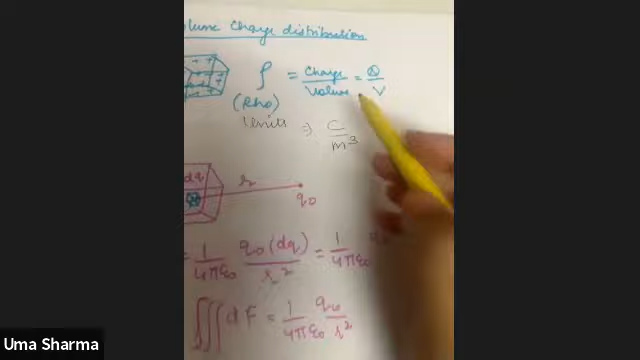 Volume Charge distribution
ρ = Charge/Volume = Q/V
(Rho)
Units ⇒ C/m³
dq r q₀
= 1/4πε₀ q₀(dq)/r² = 1/4πε₀
∭ dF = 1/4πε₀ q₀/r²
Uma Sharma